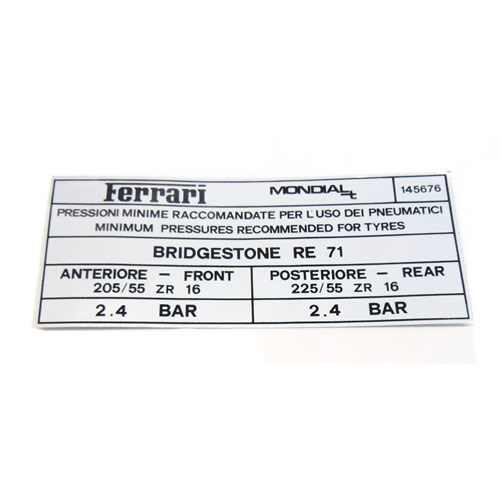 Ferrari MONDIAL t 145676
PRESSIONI MINIME RACCOMANDATE PER L'USO DEI PNEUMATICI
MINIMUM PRESSURES RECOMMENDED FOR TYRES
BRIDGESTONE RE 71
ANTERIORE – FRONT POSTERIORE – REAR
205/55 ZR 16 225/55 ZR 16
2.4 BAR 2.4 BAR